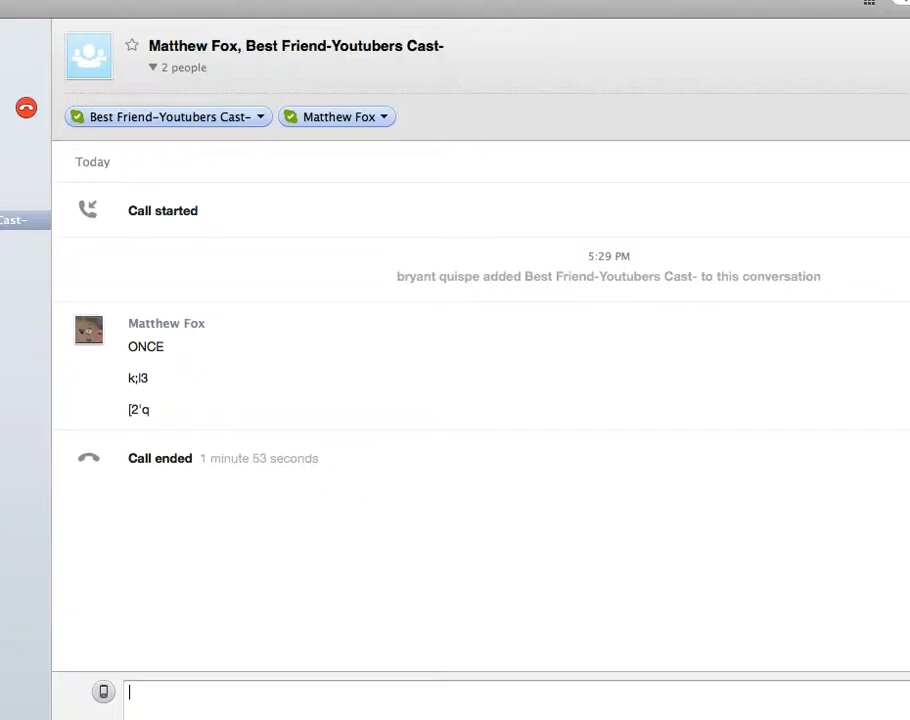 Matthew Fox, Best Friend-Youtubers Cast-
2 people
Best Friend-Youtubers Cast- Matthew Fox
Today
Call started
Cast-
5:29 PM
bryant quispe added Best Friend-Youtubers Cast- to this conversation
Matthew Fox
ONCE
k;l3
[2'q
Call ended 1 minute 53 seconds